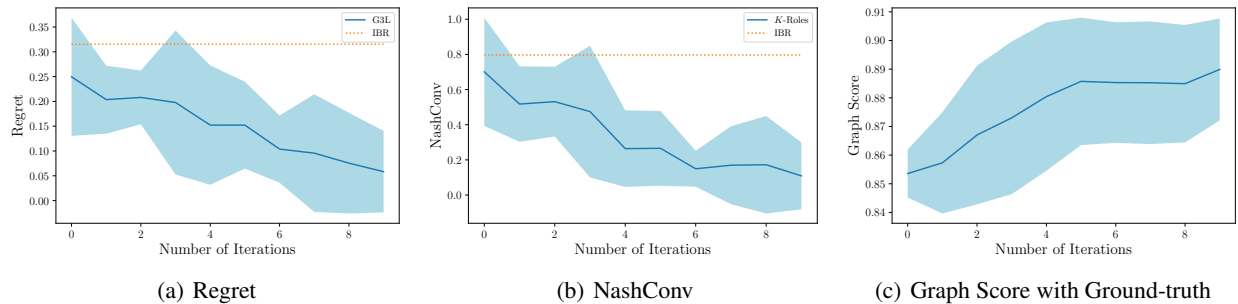 0.35
0.30
0.25
0.20
0.15
0.10
0.05
0.00
Regret
G3L
IBR
0 2 4 6 8
Number of Iterations
(a) Regret
1.0
0.8
0.6
0.4
0.2
0.0
NashConv
K-Roles
IBR
0 2 4 6 8
Number of Iterations
(b) NashConv
0.91
0.90
0.89
0.88
0.87
0.86
0.85
0.84
Graph Score
0 2 4 6 8
Number of Iterations
(c) Graph Score with Ground-truth